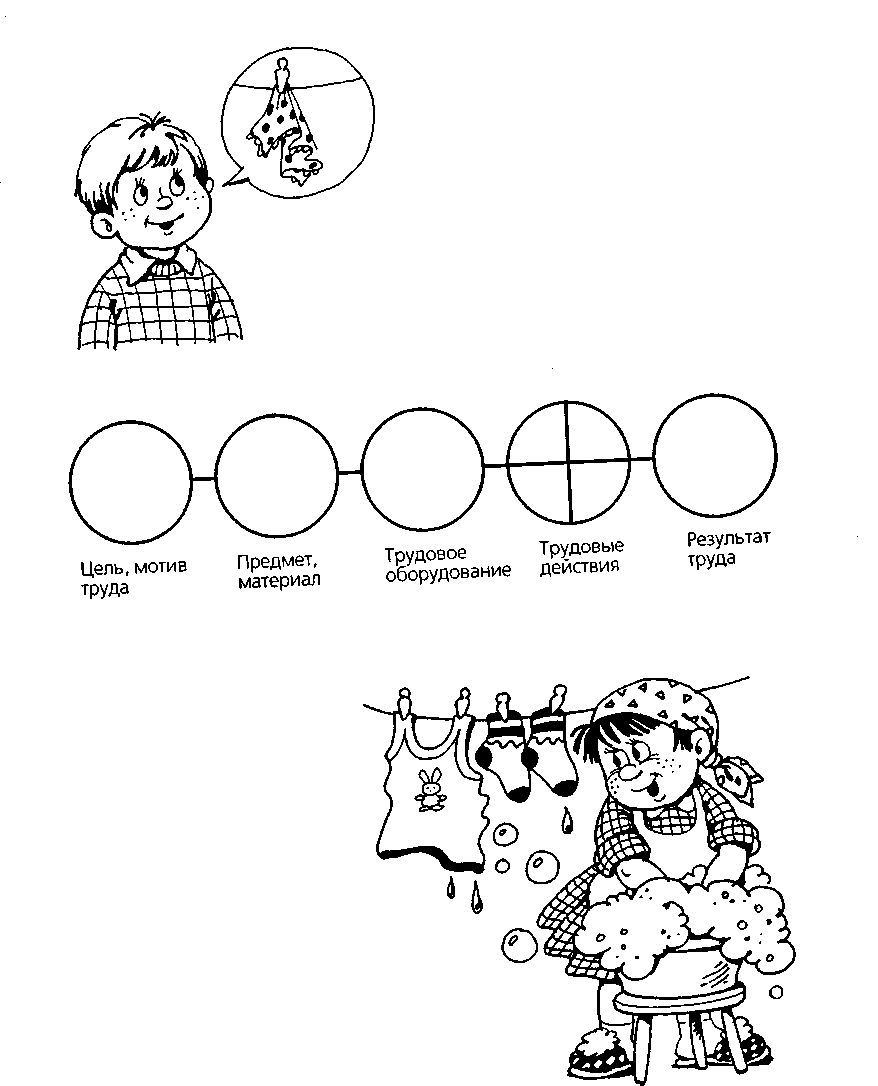 Цель, мотив
труда
Предмет,
материал
Трудовое
оборудование
Трудовые
действия
Результат
труда